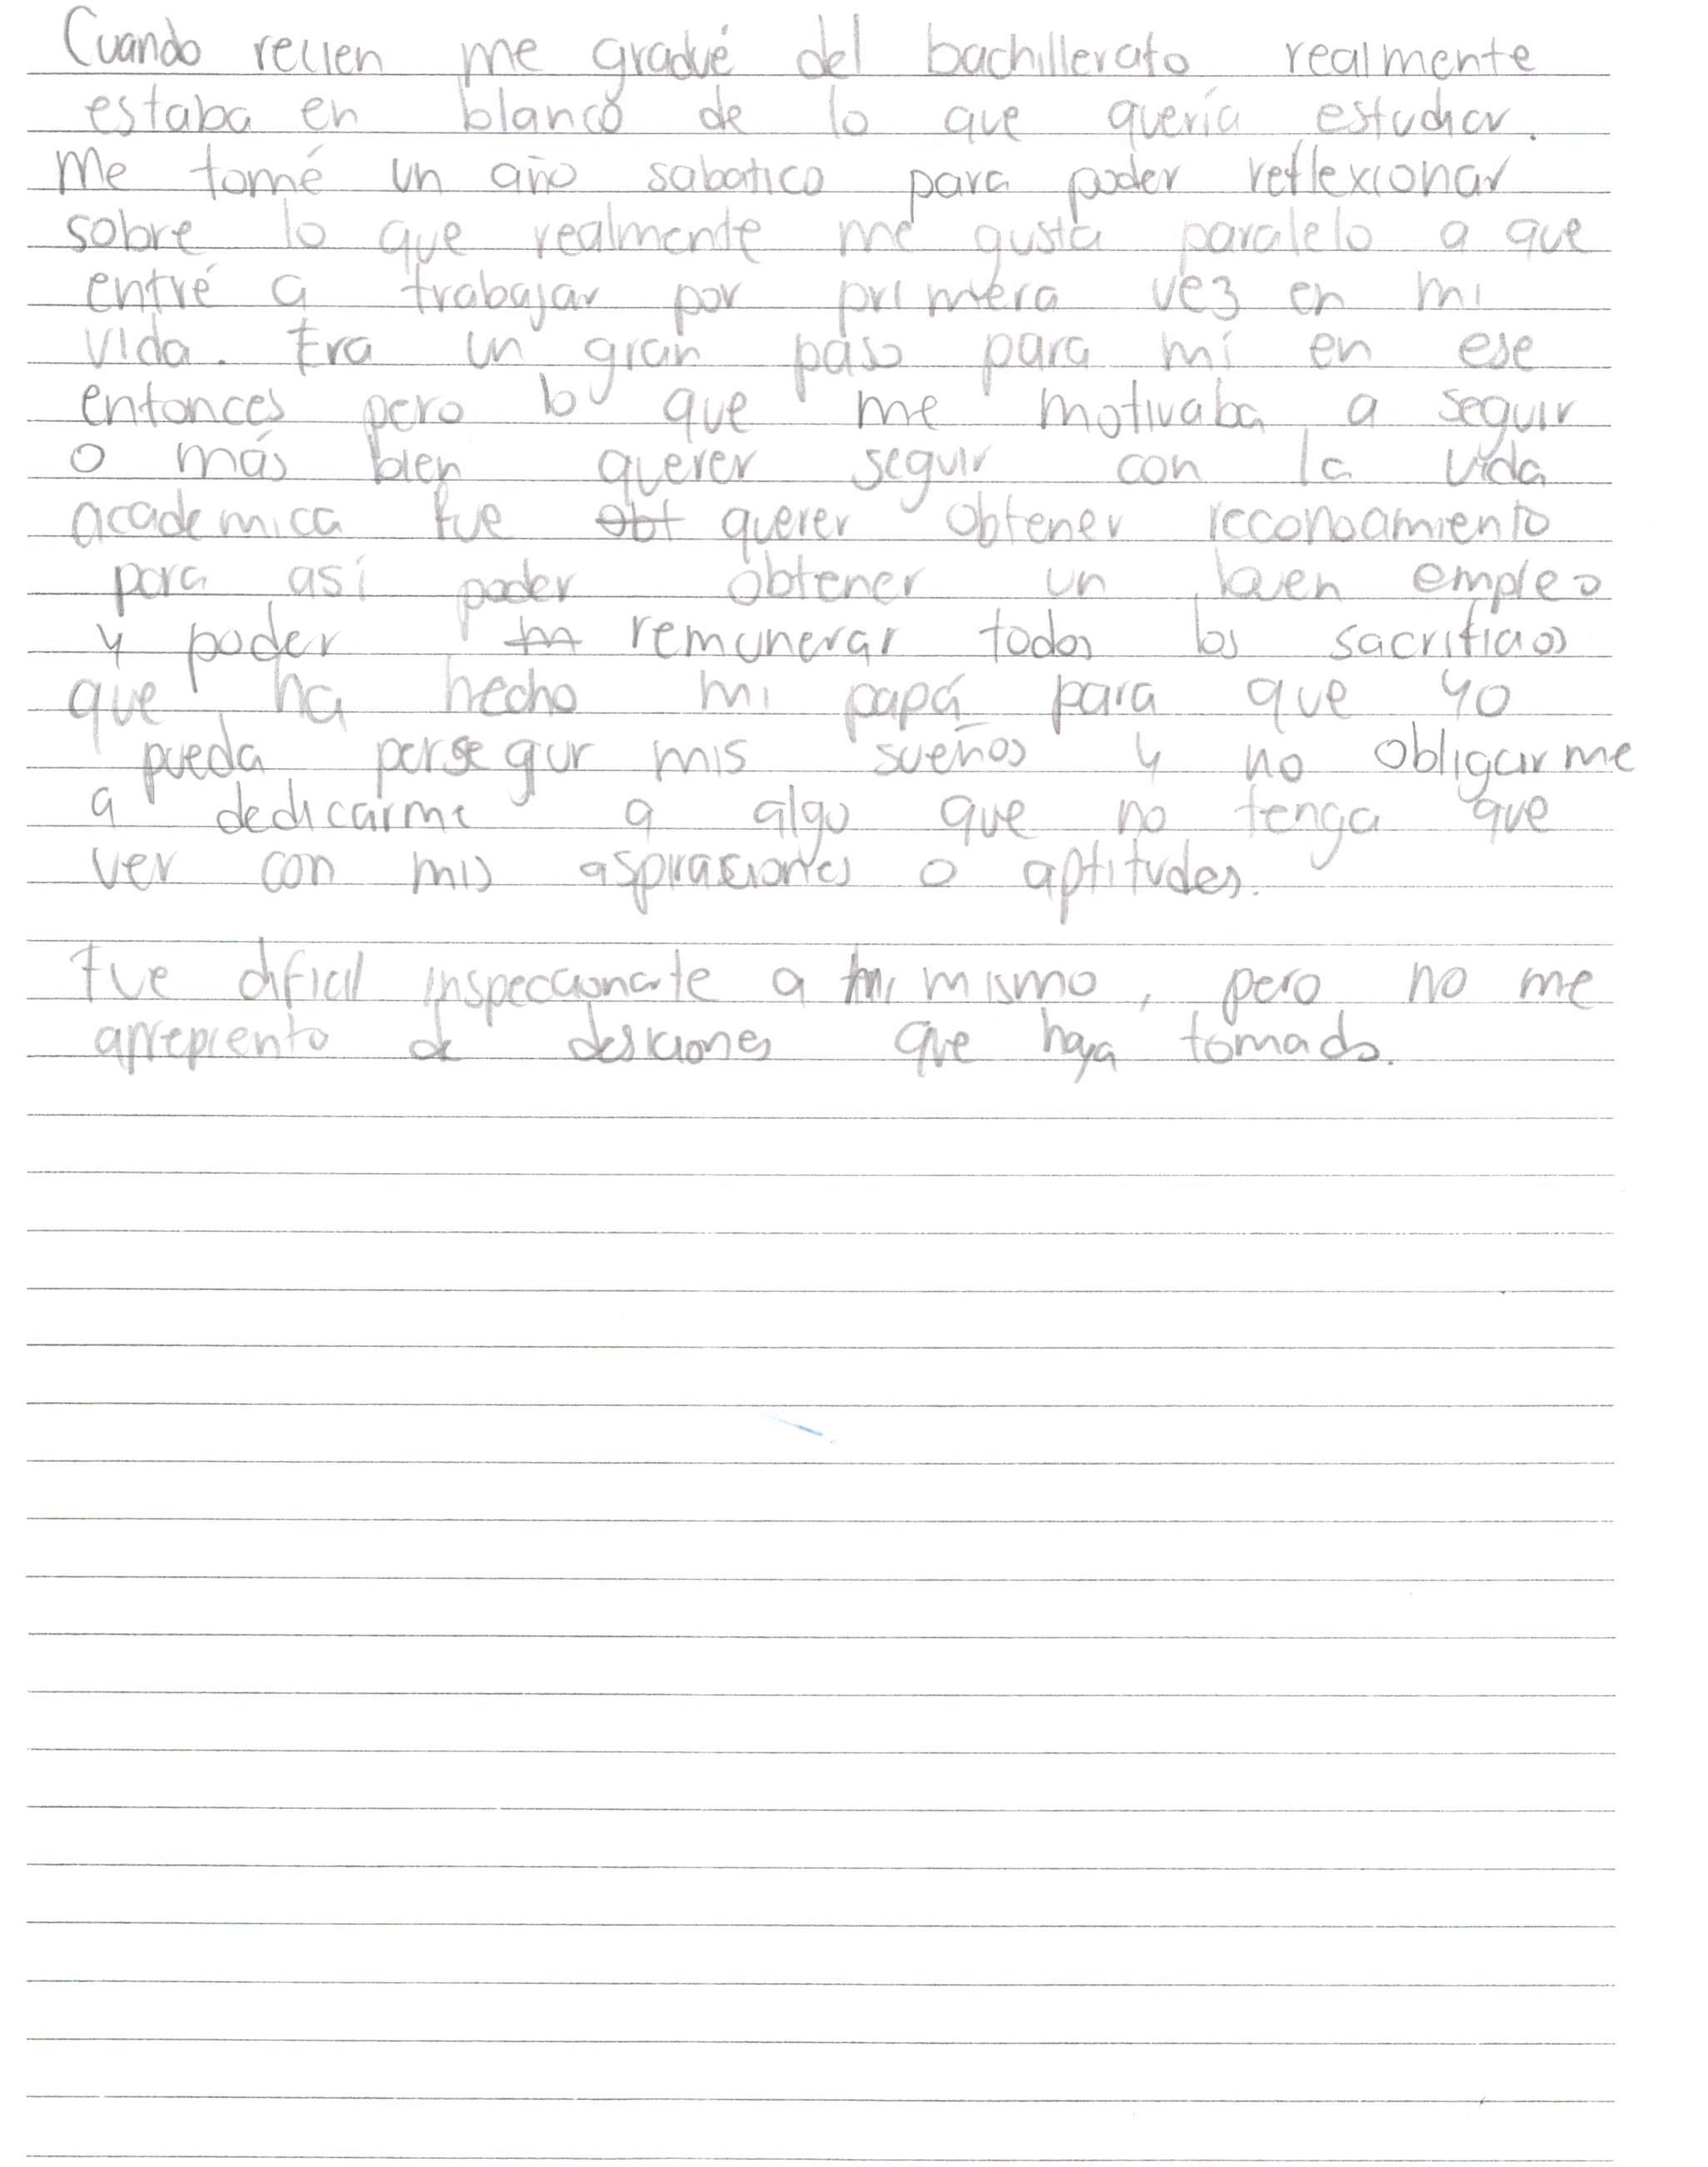 Cuando recien me gradué del bachillerato realmente
estaba en blanco de lo que quería estudiar.
Me tomé un año sabatico para poder reflexionar
sobre lo que realmente me gusta paralelo a que
entré a trabajar por primera vez en mi
vida. Era un gran paso para mí en ese
entonces pero lo que me motivaba a seguir
o más bien querer seguir con la vida
academica fue obt querer obtener reconocimiento
para así poder obtener un buen empleo
y poder remunerar todos los sacrificios
que ha hecho mi papá para que yo
pueda perseguir mis sueños y no obligarme
a dedicarme a algo que no tenga que
ver con mis aspiraciones o aptitudes.
Fue dificil inspeccionarte a mi mismo, pero no me
arrepiento de desiciones que haya tomado.